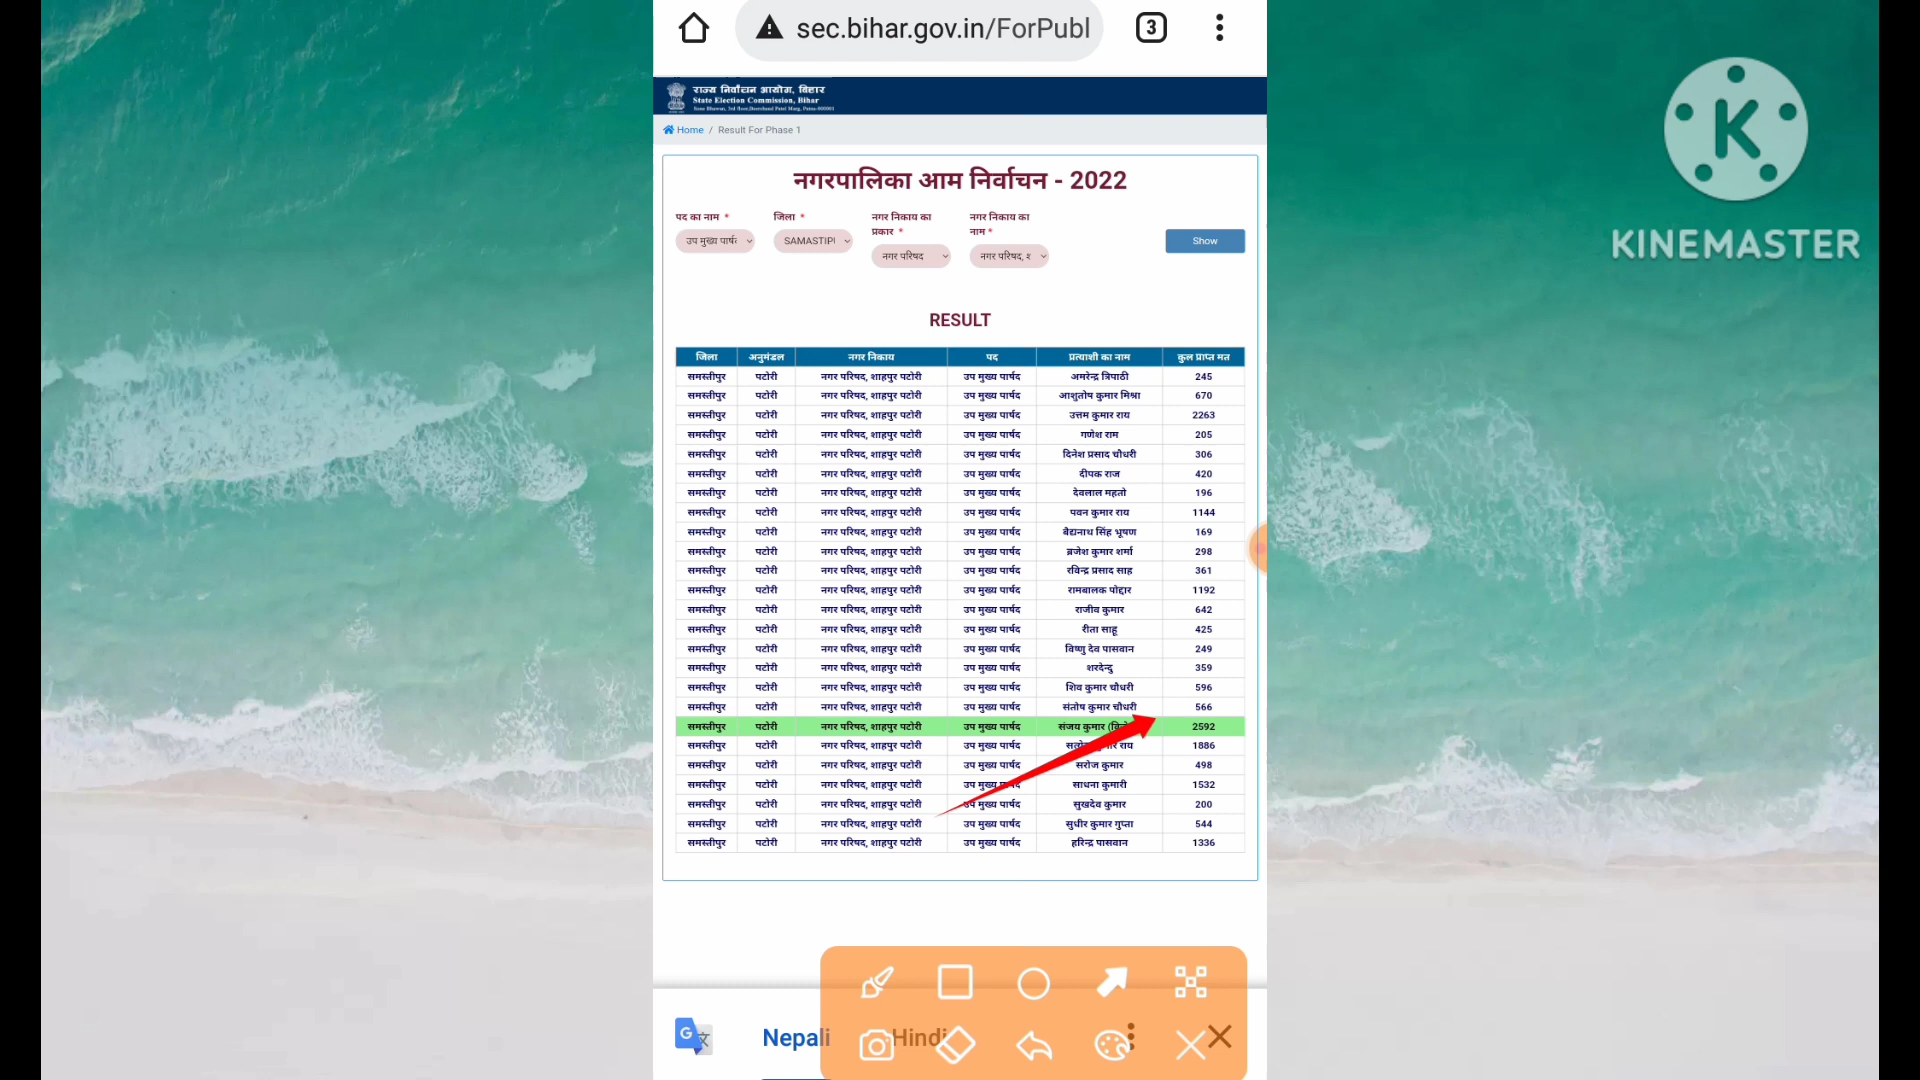 sec.bihar.gov.in/ForPubl
3
राज्य निर्वाचन आयोग, बिहार
State Election Commission, Bihar
Home / Result For Phase 1
K
KINEMASTER
नगरपालिका आम निर्वाचन - 2022
पद का नाम * जिला * नगर निकाय का प्रकार * नगर निकाय का नाम *
उप मुख्य पार्ष SAMASTIP नगर परिषद नगर परिषद, श Show
RESULT
जिला अनुमंडल नगर निकाय पद प्रत्याशी का नाम कुल प्राप्त मत
समस्तीपुर पटोरी नगर परिषद, शाहपुर पटोरी उप मुख्य पार्षद अमरेन्द्र त्रिपाठी 245
समस्तीपुर पटोरी नगर परिषद, शाहपुर पटोरी उप मुख्य पार्षद आशुतोष कुमार मिश्रा 670
समस्तीपुर पटोरी नगर परिषद, शाहपुर पटोरी उप मुख्य पार्षद उत्तम कुमार राय 2263
समस्तीपुर पटोरी नगर परिषद, शाहपुर पटोरी उप मुख्य पार्षद गणेश राम 205
समस्तीपुर पटोरी नगर परिषद, शाहपुर पटोरी उप मुख्य पार्षद दिनेश प्रसाद चौधरी 306
समस्तीपुर पटोरी नगर परिषद, शाहपुर पटोरी उप मुख्य पार्षद दीपक राज 420
समस्तीपुर पटोरी नगर परिषद, शाहपुर पटोरी उप मुख्य पार्षद देवलाल महतो 196
समस्तीपुर पटोरी नगर परिषद, शाहपुर पटोरी उप मुख्य पार्षद पवन कुमार राय 1144
समस्तीपुर पटोरी नगर परिषद, शाहपुर पटोरी उप मुख्य पार्षद बैद्यनाथ सिंह भूषण 169
समस्तीपुर पटोरी नगर परिषद, शाहपुर पटोरी उप मुख्य पार्षद ब्रजेश कुमार शर्मा 298
समस्तीपुर पटोरी नगर परिषद, शाहपुर पटोरी उप मुख्य पार्षद रविन्द्र प्रसाद साह 361
समस्तीपुर पटोरी नगर परिषद, शाहपुर पटोरी उप मुख्य पार्षद रामबालक पोद्दार 1192
समस्तीपुर पटोरी नगर परिषद, शाहपुर पटोरी उप मुख्य पार्षद राजीव कुमार 642
समस्तीपुर पटोरी नगर परिषद, शाहपुर पटोरी उप मुख्य पार्षद रीता साहू 425
समस्तीपुर पटोरी नगर परिषद, शाहपुर पटोरी उप मुख्य पार्षद विष्णु देव पासवान 249
समस्तीपुर पटोरी नगर परिषद, शाहपुर पटोरी उप मुख्य पार्षद शरदेन्दु 359
समस्तीपुर पटोरी नगर परिषद, शाहपुर पटोरी उप मुख्य पार्षद शिव कुमार चौधरी 596
समस्तीपुर पटोरी नगर परिषद, शाहपुर पटोरी उप मुख्य पार्षद संतोष कुमार चौधरी 566
समस्तीपुर पटोरी नगर परिषद, शाहपुर पटोरी उप मुख्य पार्षद संजय कुमार 2592
समस्तीपुर पटोरी नगर परिषद, शाहपुर पटोरी उप मुख्य पार्षद राय 1886
समस्तीपुर पटोरी नगर परिषद, शाहपुर पटोरी उप मुख्य पार्षद सरोज कुमार 498
समस्तीपुर पटोरी नगर परिषद, शाहपुर पटोरी उप मुख्य साधना कुमारी 1532
समस्तीपुर पटोरी नगर परिषद, शाहपुर पटोरी उप मुख्य पार्षद सुखदेव कुमार 200
समस्तीपुर पटोरी नगर परिषद, शाहपुर पटोरी उप मुख्य पार्षद सुधीर कुमार गुप्ता 544
समस्तीपुर पटोरी नगर परिषद, शाहपुर पटोरी उप मुख्य पार्षद हरिन्द्र पासवान 1336
Nepali Hindi